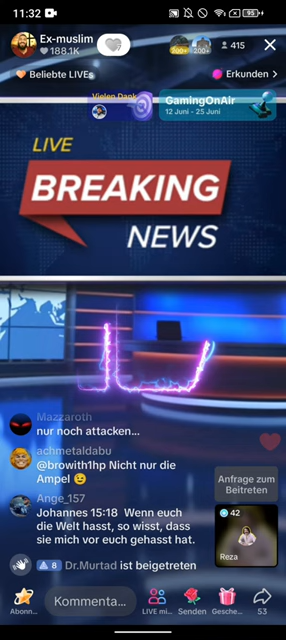 11:32
95
Ex-muslim
188.1K
200+
200+
415
Beliebte LIVEs
Erkunden >
Vielen Dank
GamingOnAir
12 Juni - 25 Juni
LIVE
BREAKING
NEWS
Mazzaroth
nur noch attacken...
achmetaldabu
@browith1hp Nicht nur die
Ampel 😉
Ange_157
Johannes 15:18 Wenn euch
die Welt hasst, so wisst, dass
sie mich vor euch gehasst hat.
Anfrage zum
Beitreten
42
Reza
8 Dr.Murtad ist beigetreten
Abonn...
Kommenta...
LIVE mi...
Senden
Gesche...
53